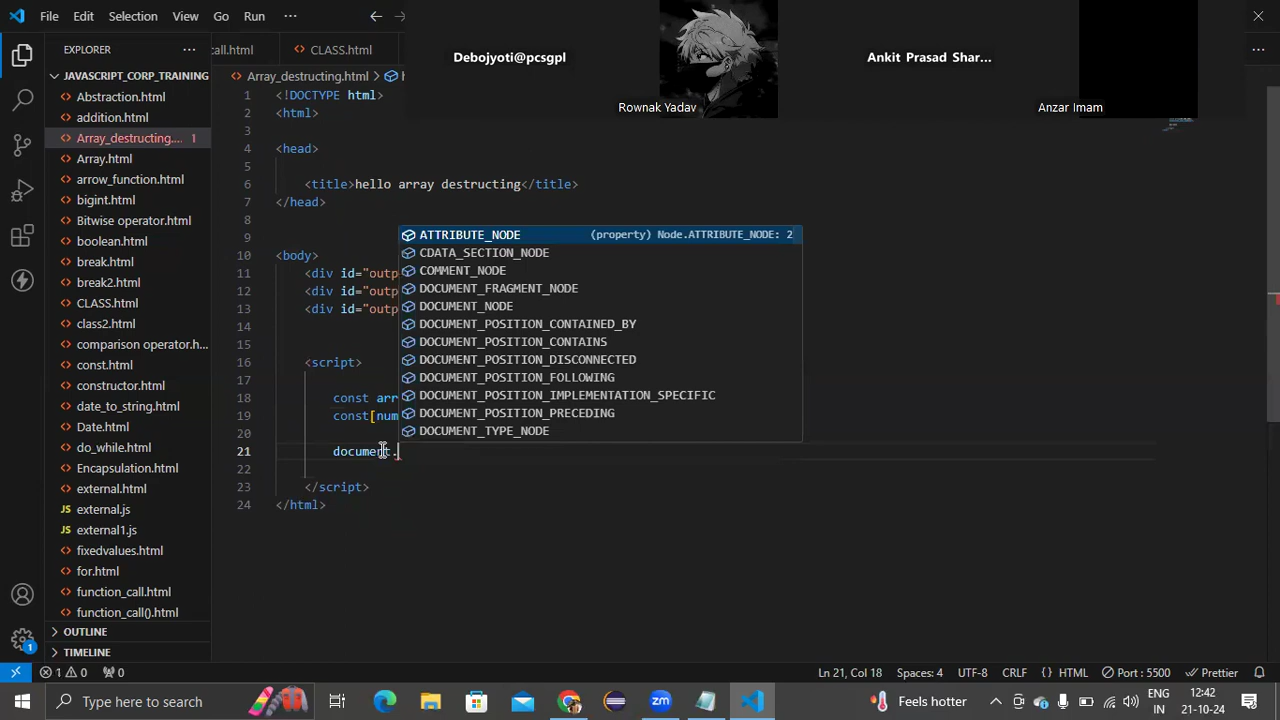 File Edit Selection View Go Run ···
Debojyoti@pcsgpl
Rownak Yadav
Ankit Prasad Shar...
Anzar Imam
EXPLORER
JAVASCRIPT_CORP_TRAINING
Abstraction.html
addition.html
Array_destructing.... 1
Array.html
arrow_function.html
bigint.html
Bitwise operator.html
boolean.html
break.html
break2.html
CLASS.html
class2.html
comparison operator.h...
const.html
constructor.html
date_to_string.html
Date.html
do_while.html
Encapsulation.html
external.html
external.js
external1.js
fixedvalues.html
for.html
function_call.html
function_call().html
OUTLINE
TIMELINE
all.html
CLASS.html
Array_destructing.html >
1 <!DOCTYPE html>
2 <html>
3
4 <head>
5
6 <title>hello array destructing</title>
7 </head>
8
9
10 <body>
11 <div id="outp
12 <div id="outp
13 <div id="outp
14
15
16 <script>
17
18 const arr
19 const[num
20
21 document.
22
23 </script>
24 </html>
ATTRIBUTE_NODE (property) Node.ATTRIBUTE_NODE: 2
CDATA_SECTION_NODE
COMMENT_NODE
DOCUMENT_FRAGMENT_NODE
DOCUMENT_NODE
DOCUMENT_POSITION_CONTAINED_BY
DOCUMENT_POSITION_CONTAINS
DOCUMENT_POSITION_DISCONNECTED
DOCUMENT_POSITION_FOLLOWING
DOCUMENT_POSITION_IMPLEMENTATION_SPECIFIC
DOCUMENT_POSITION_PRECEDING
DOCUMENT_TYPE_NODE
1 0 0 Ln 21, Col 18 Spaces: 4 UTF-8 CRLF {} HTML Port : 5500 Prettier
Type here to search
zm
Feels hotter
ENG
IN
12:42
21-10-24